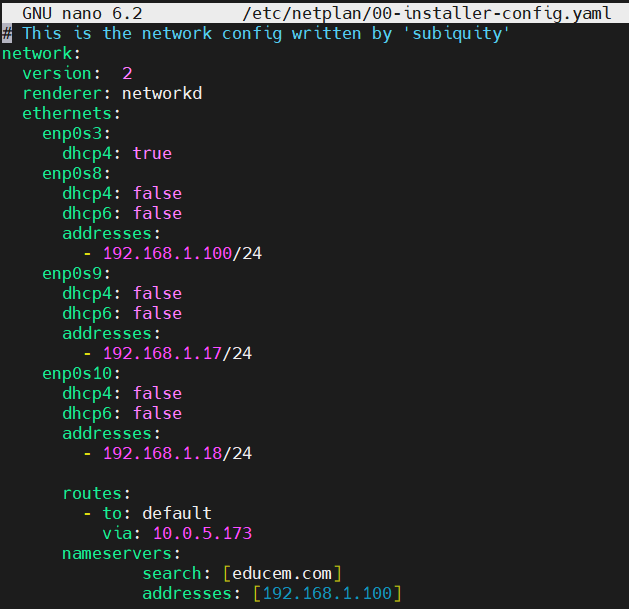 GNU nano 6.2 /etc/netplan/00-installer-config.yaml
# This is the network config written by 'subiquity'
network:
  version:  2
  renderer: networkd
  ethernets:
    enp0s3:
      dhcp4: true
    enp0s8:
      dhcp4: false
      dhcp6: false
      addresses:
        - 192.168.1.100/24
    enp0s9:
      dhcp4: false
      dhcp6: false
      addresses:
        - 192.168.1.17/24
    enp0s10:
      dhcp4: false
      dhcp6: false
      addresses:
        - 192.168.1.18/24
      routes:
        - to: default
          via: 10.0.5.173
      nameservers:
              search: [educem.com]
              addresses: [192.168.1.100]